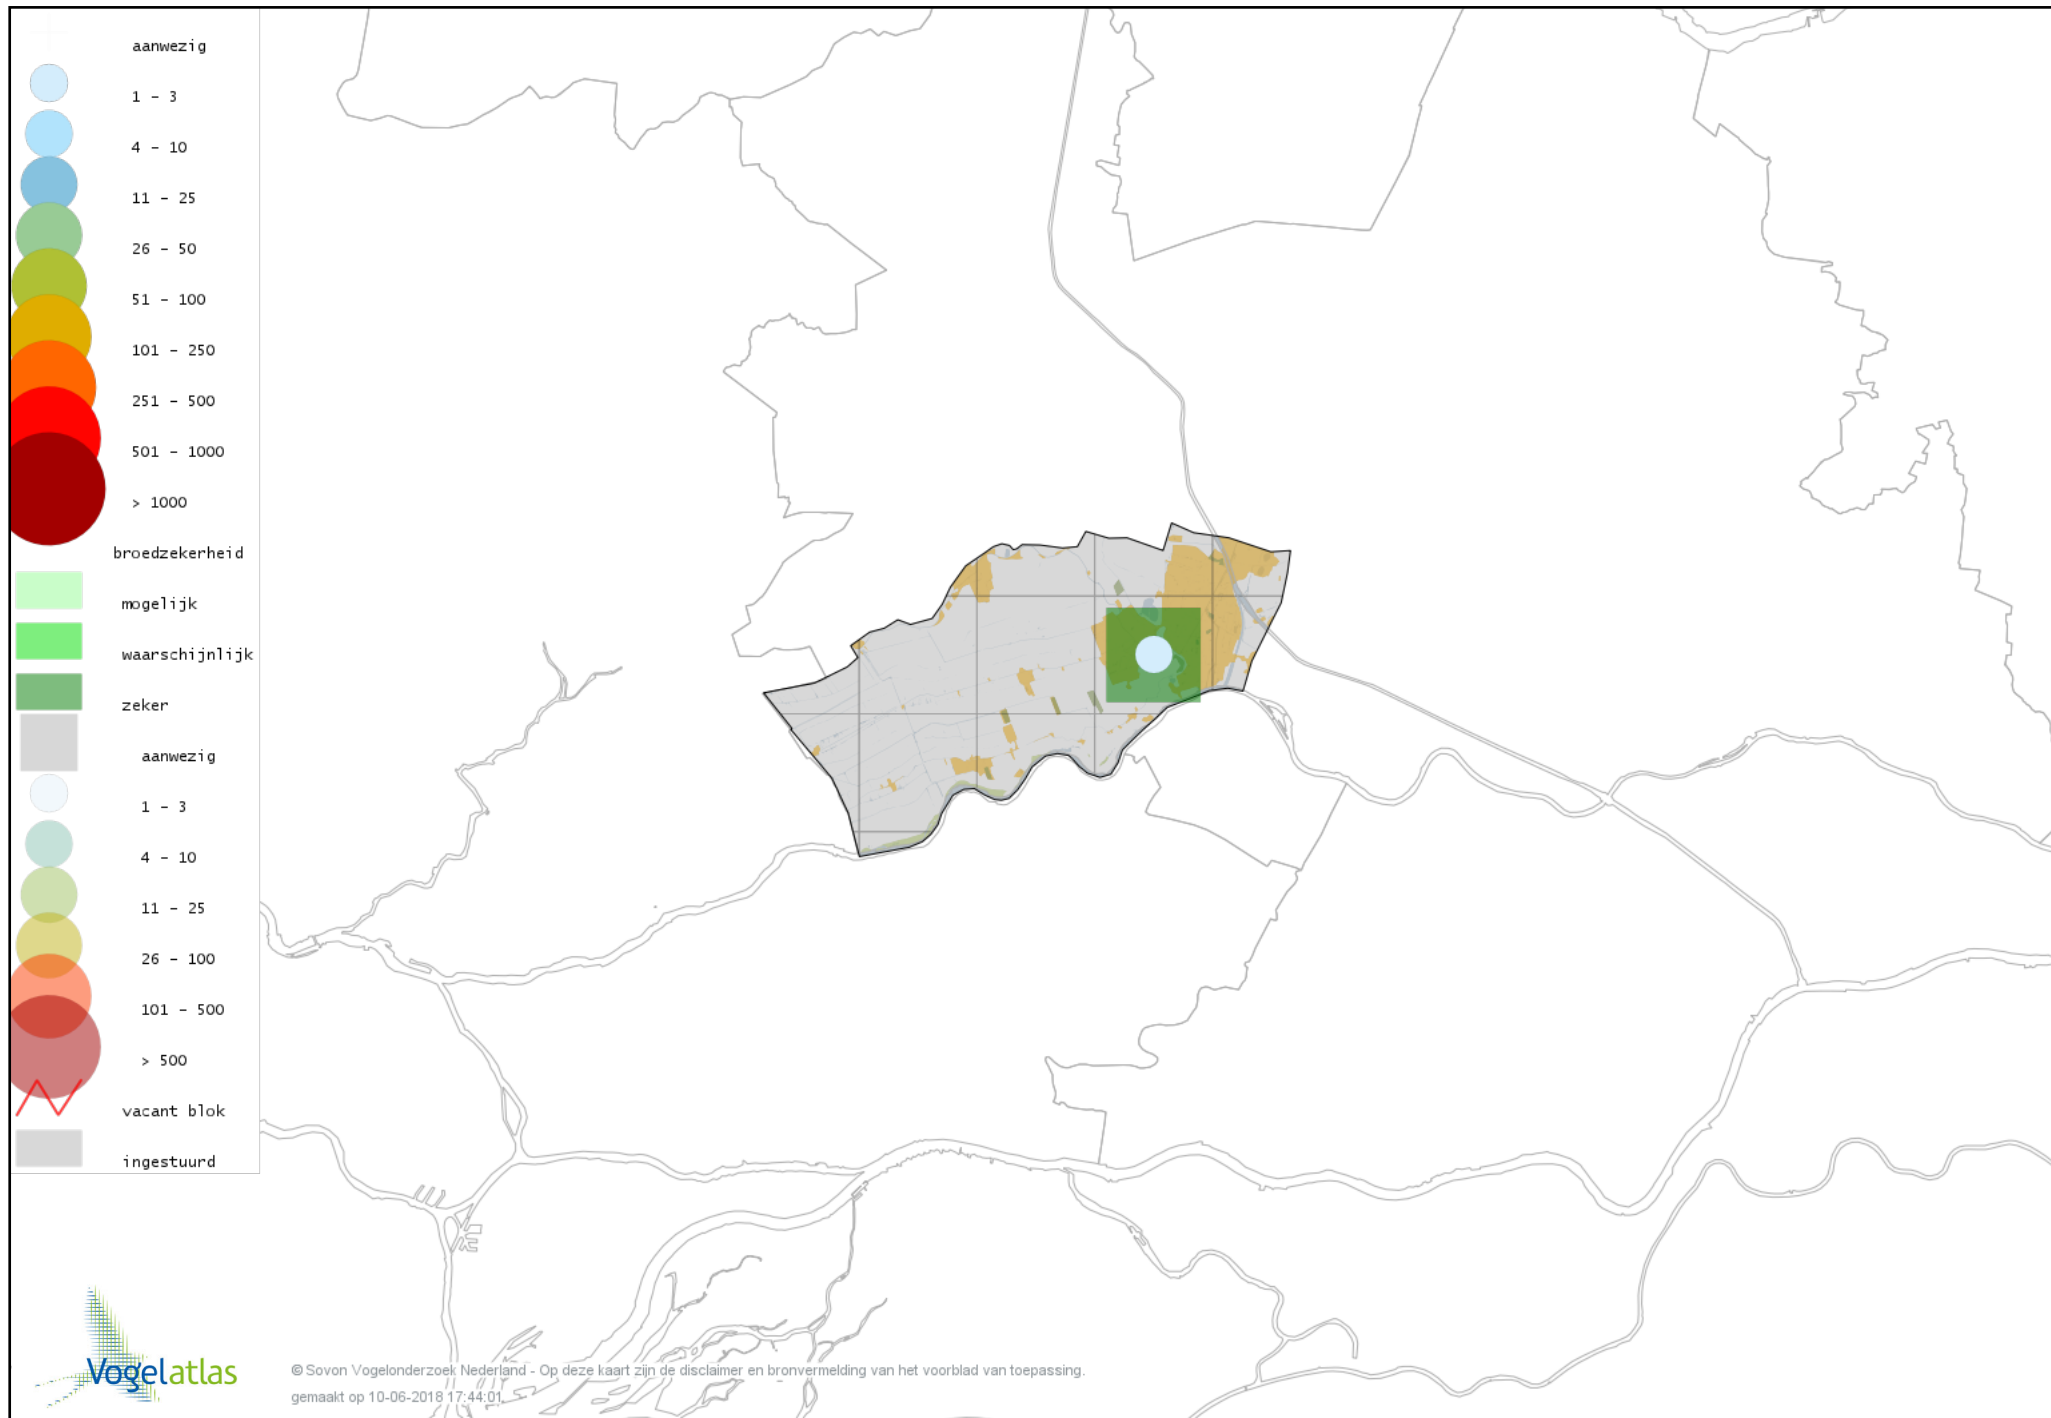 aanwezig
1 - 3
4 - 10
11 - 25
26 - 50
51 - 100
101 - 250
251 - 500
501 - 1000
> 1000
broedzekerheid
mogelijk
waarschijnlijk
zeker
aanwezig
1 - 3
4 - 10
11 - 25
26 - 100
101 - 500
> 500
vacant blok
ingestuurd
Vogelatlas
© Sovon Vogelonderzoek Nederland - Op deze kaart zijn de disclaimer en bronvermelding van het voorblad van toepassing.
gemaakt op 10-06-2018 17:44:01